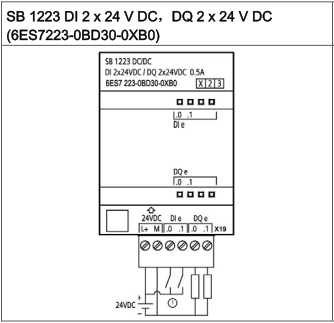 SB 1223 DI 2 x 24 V DC，DQ 2 x 24 V DC
(6ES7223-0BD30-0XB0)
SB 1223 DC/DC
DI 2x24VDC / DQ 2x24VDC 0.5A
6ES7 223-0BD30-0XB0 X 2 3
.0 .1
DI e
DQ e
.0 .1
24VDC DI e DQ e
L+ M .0 .1 .0 .1 X19
24VDC + −
①